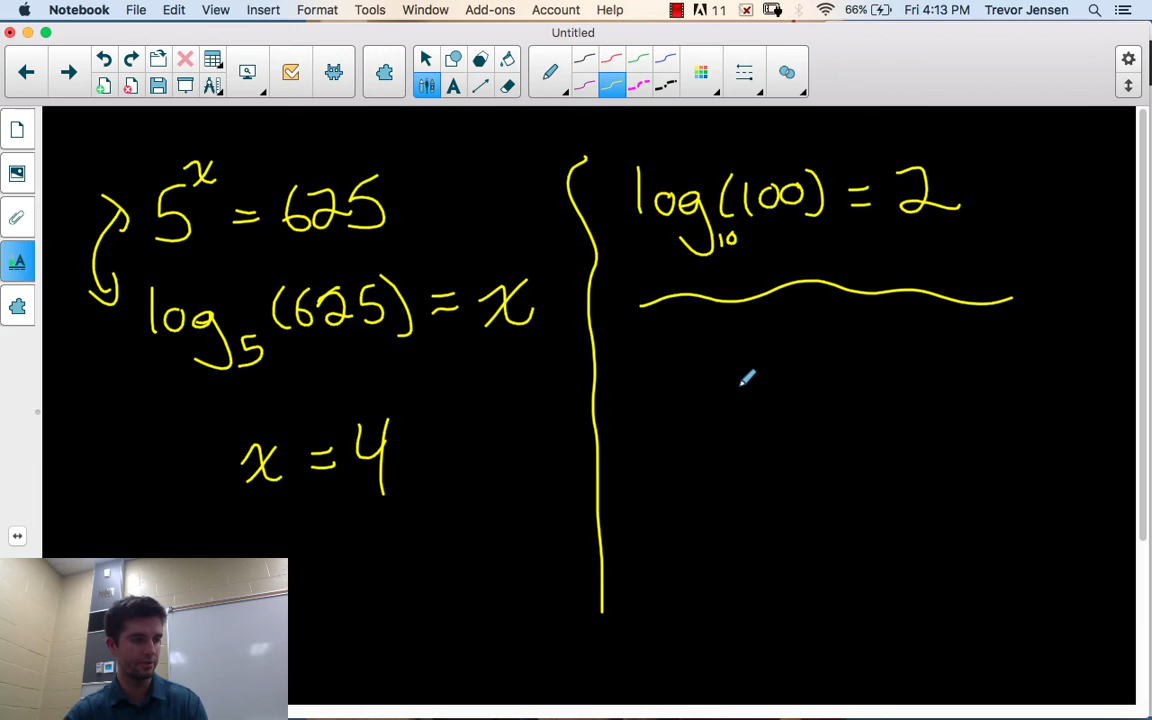 Notebook File Edit View Insert Format Tools Window Add-ons Account Help 11 66% Fri 4:13 PM Trevor Jensen
Untitled
5^x = 625
log_5 (625) = x
x = 4
log_10 (100) = 2